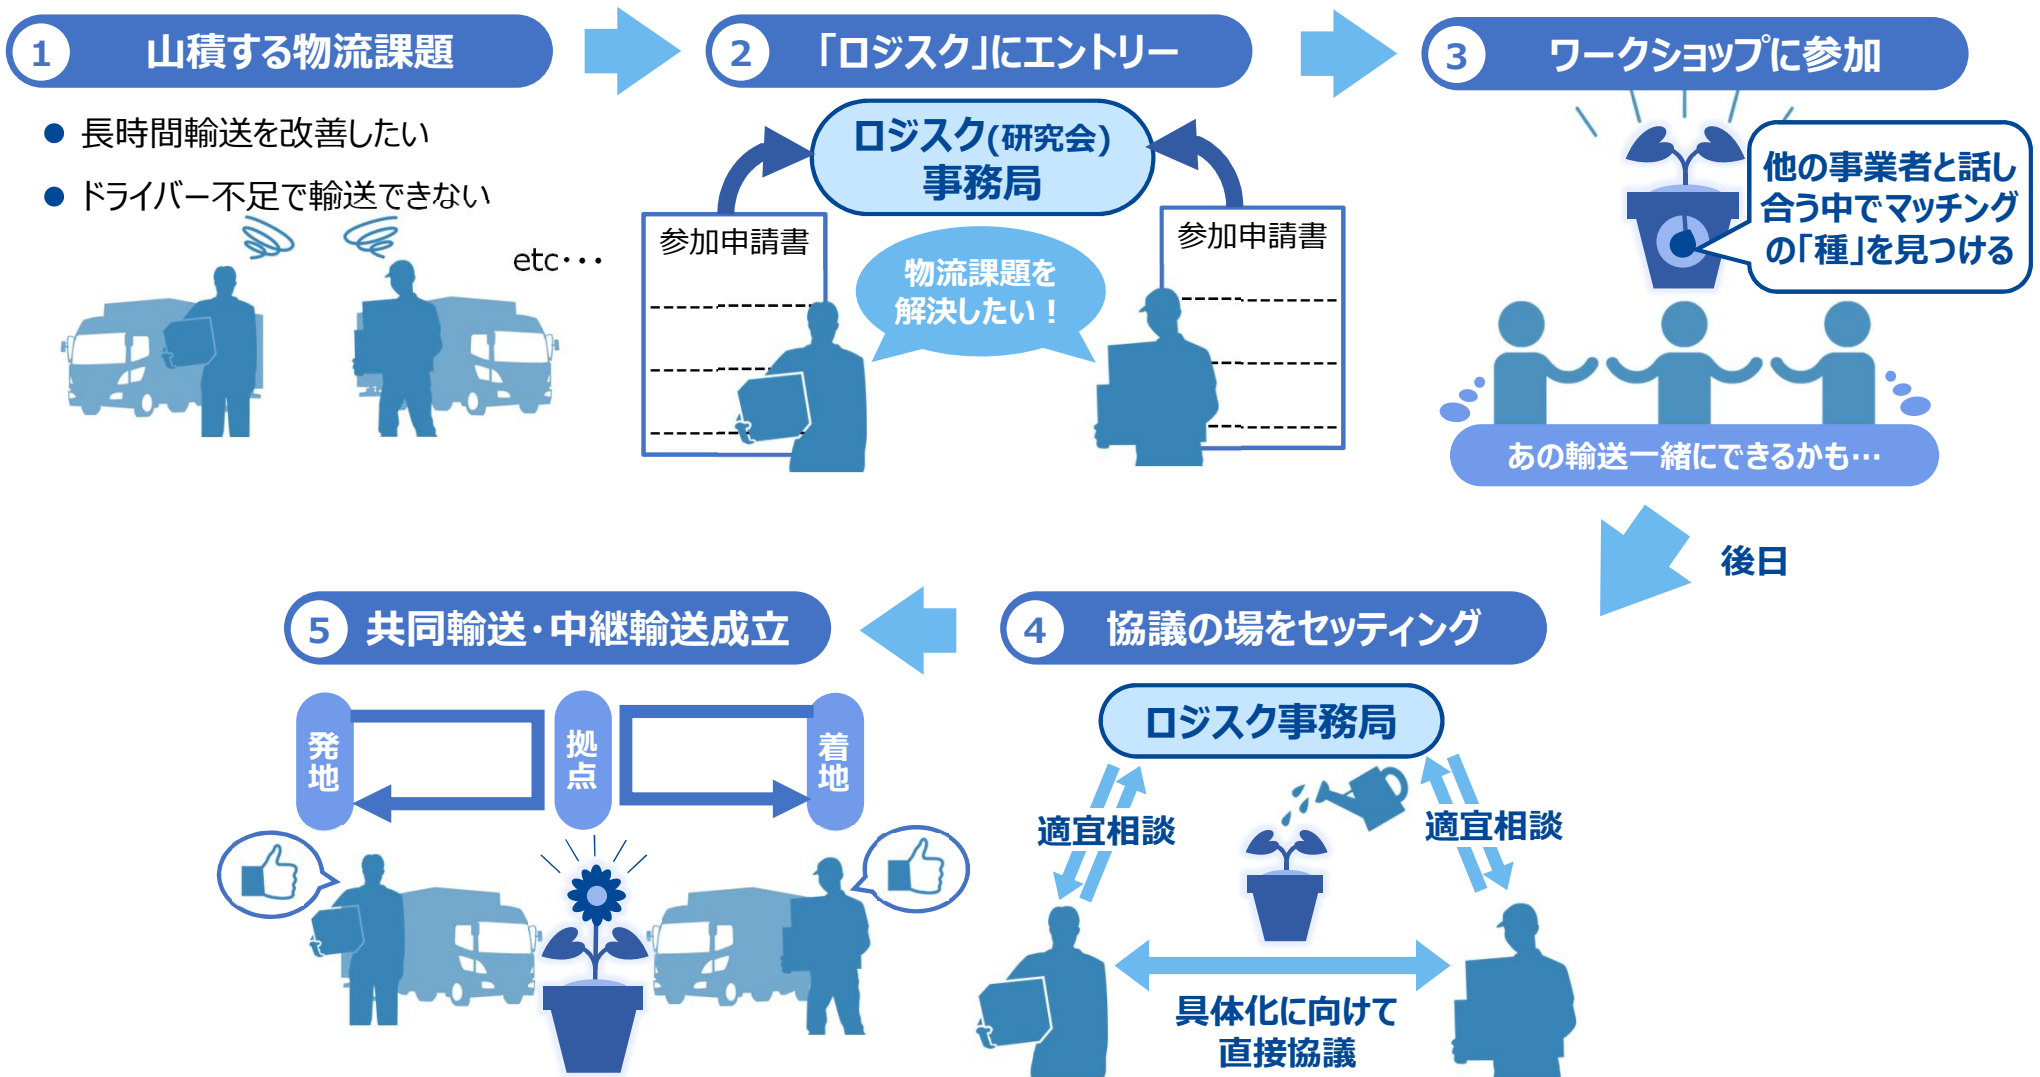 1 山積する物流課題
● 長時間輸送を改善したい
● ドライバー不足で輸送できない
etc・・・
2 「ロジスク」にエントリー
ロジスク(研究会)
事務局
参加申請書
参加申請書
物流課題を
解決したい！
3 ワークショップに参加
他の事業者と話し
合う中でマッチング
の「種」を見つける
あの輸送一緒にできるかも…
後日
4 協議の場をセッティング
ロジスク事務局
適宜相談
適宜相談
具体化に向けて
直接協議
5 共同輸送・中継輸送成立
発地
拠点
着地